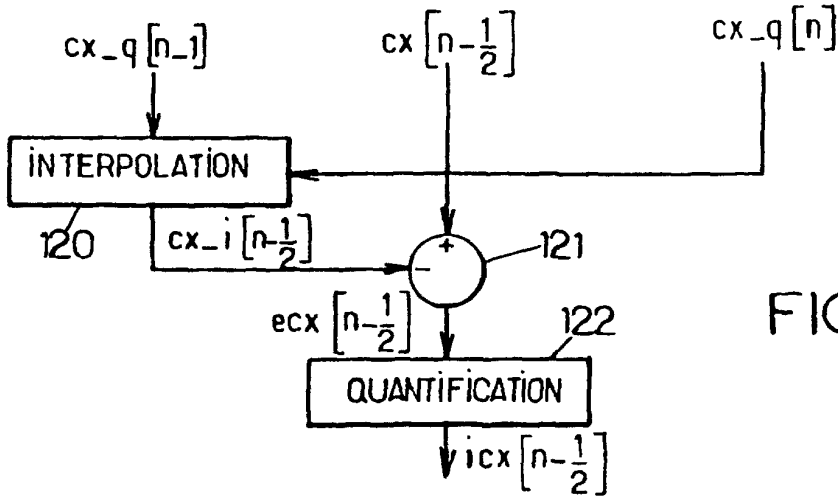 cx_q[n_1]
cx[n-1/2]
cx_q[n]
iNTERPOLATiON
120
cx_i[n-1/2]
+
-
121
ecx[n-1/2]
122
FIG
QUANTiFiCATiON
icx[n-1/2]